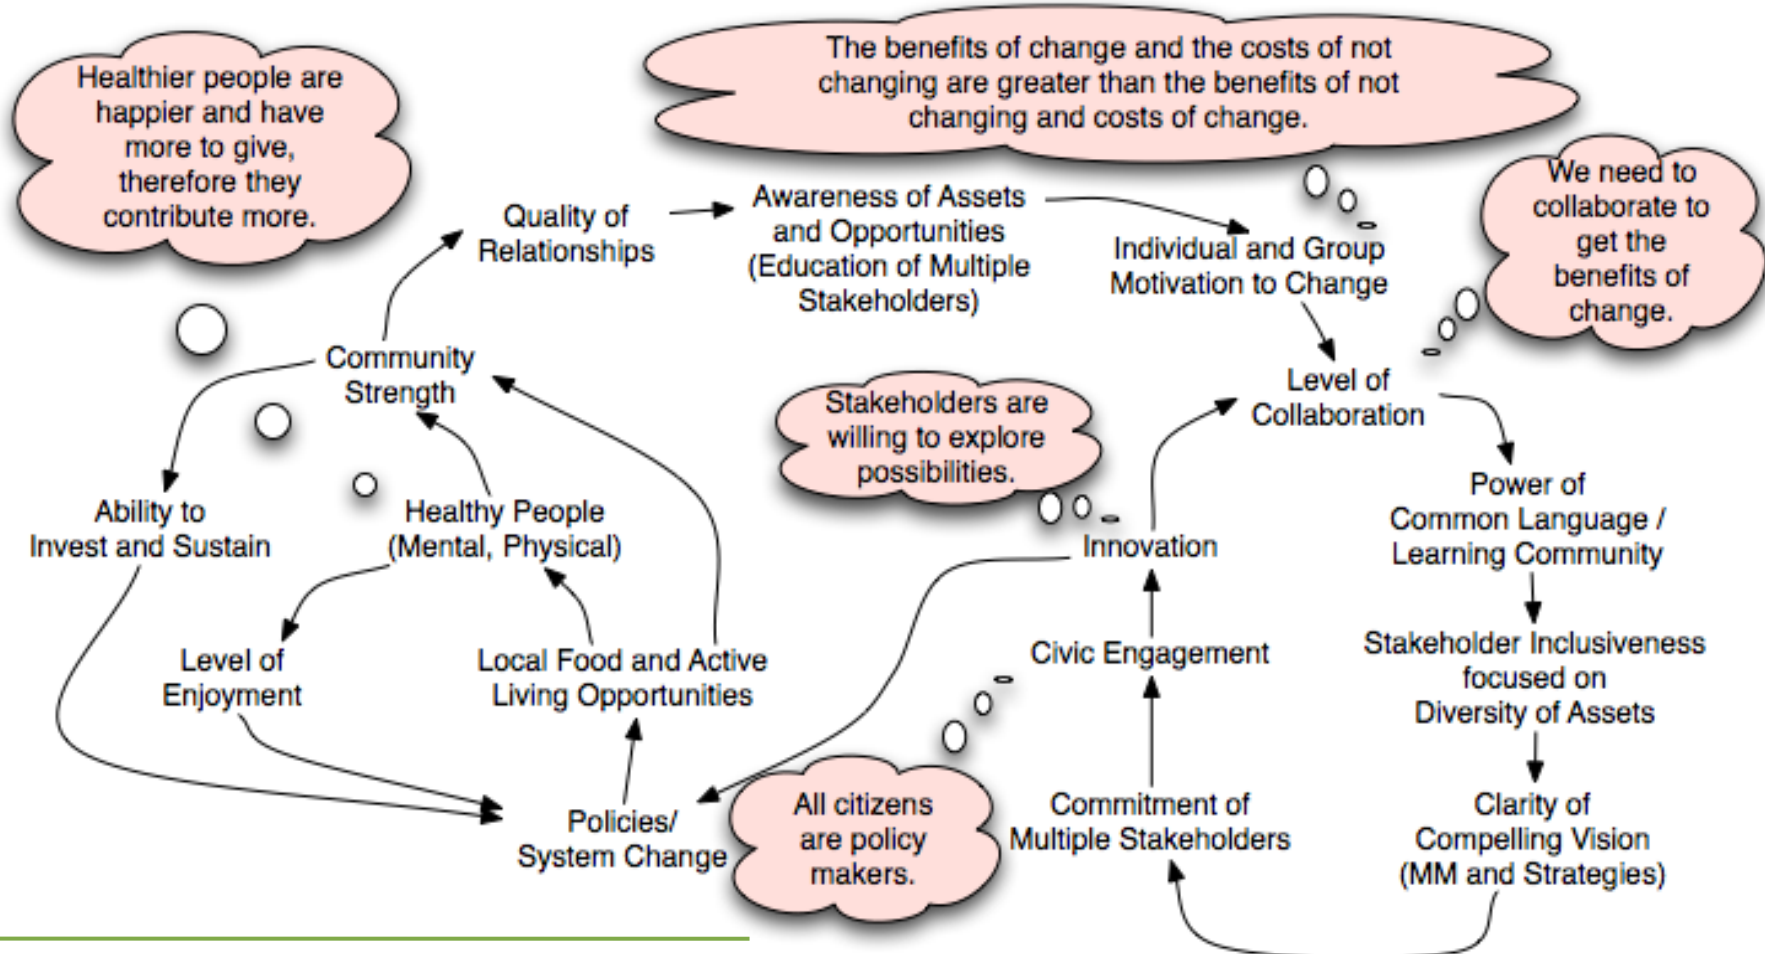 Healthier people are
happier and have
more to give,
therefore they
contribute more.
The benefits of change and the costs of not
changing are greater than the benefits of not
changing and costs of change.
We need to
collaborate to
get the
benefits of
change.
Quality of
Relationships
Awareness of Assets
and Opportunities
(Education of Multiple
Stakeholders)
Individual and Group
Motivation to Change
Community
Strength
Level of
Collaboration
Stakeholders are
willing to explore
possibilities.
Ability to
Invest and Sustain
Healthy People
(Mental, Physical)
Innovation
Power of
Common Language /
Learning Community
Level of
Enjoyment
Local Food and Active
Living Opportunities
Civic Engagement
Stakeholder Inclusiveness
focused on
Diversity of Assets
Policies/
System Change
All citizens
are policy
makers.
Commitment of
Multiple Stakeholders
Clarity of
Compelling Vision
(MM and Strategies)